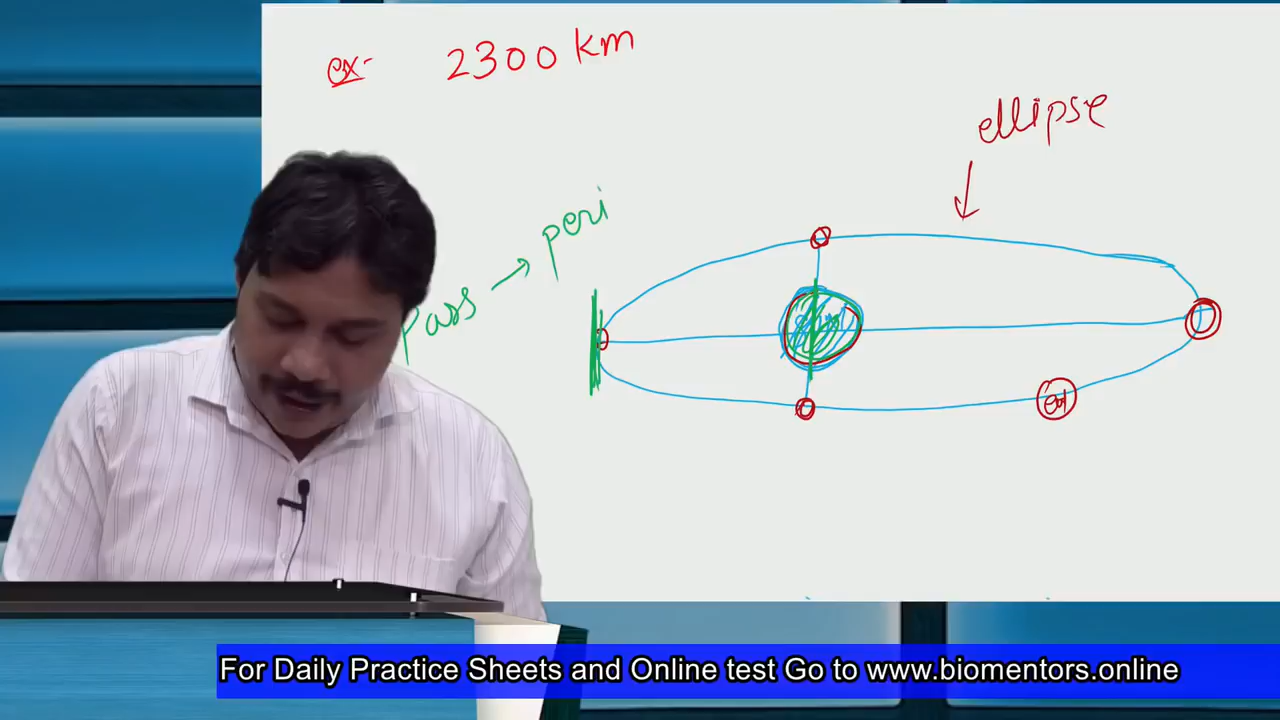 ex- 2300 km
ellipse
Pass → peri
For Daily Practice Sheets and Online test Go to www.biomentors.online